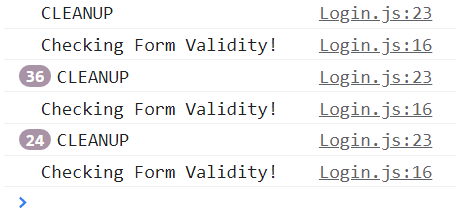 CLEANUP Login.js:23
Checking Form Validity! Login.js:16
36 CLEANUP Login.js:23
Checking Form Validity! Login.js:16
24 CLEANUP Login.js:23
Checking Form Validity! Login.js:16
>